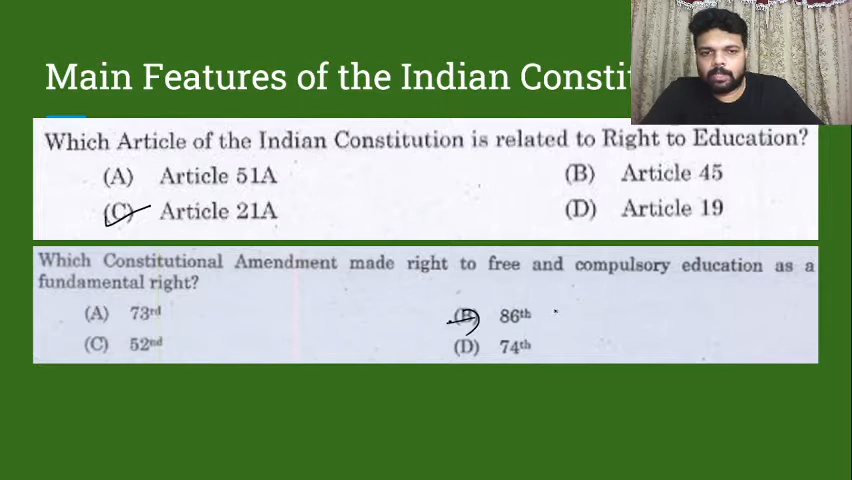 Main Features of the Indian Constit
Which Article of the Indian Constitution is related to Right to Education?
(A) Article 51A (B) Article 45
(C) Article 21A (D) Article 19
Which Constitutional Amendment made right to free and compulsory education as a
fundamental right?
(A) 73rd (B) 86th
(C) 52nd (D) 74th